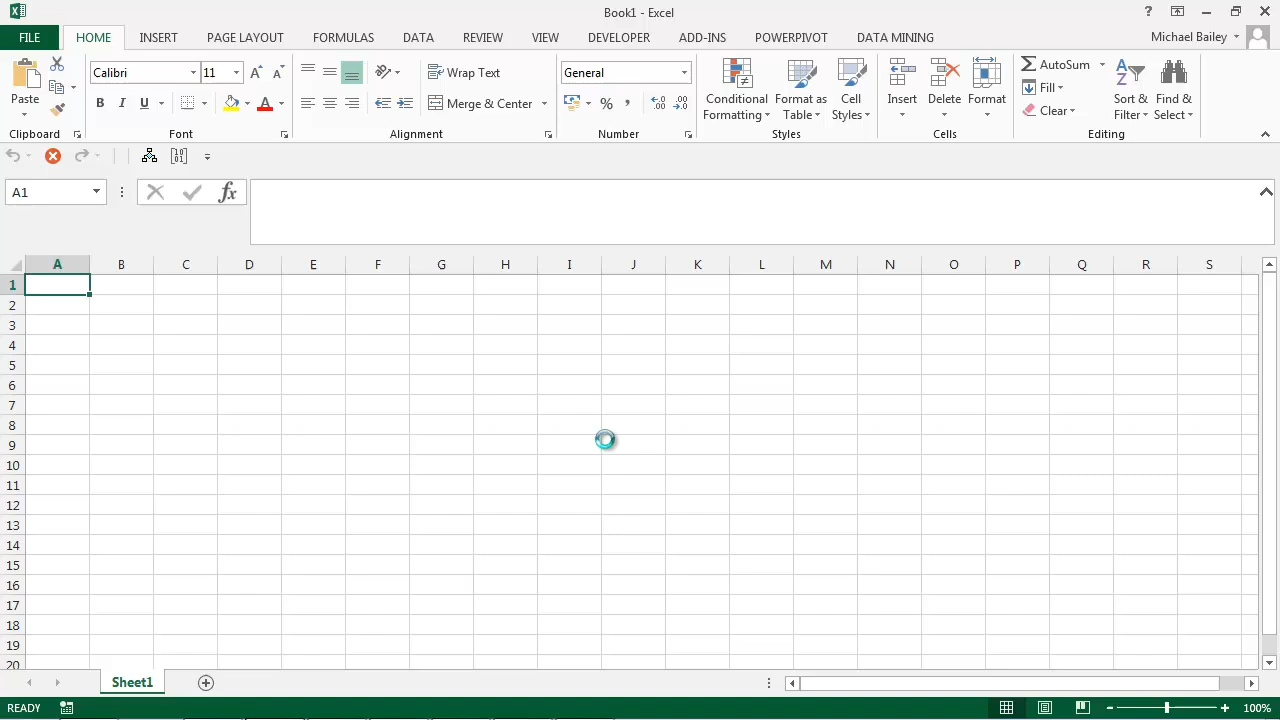 Book1 - Excel
FILE HOME INSERT PAGE LAYOUT FORMULAS DATA REVIEW VIEW DEVELOPER ADD-INS POWERPIVOT DATA MINING Michael Bailey
Paste
Clipboard
Calibri 11
B I U
Font
Wrap Text
Merge & Center
Alignment
General
%
Number
Conditional Formatting
Format as Table
Cell Styles
Styles
Insert
Delete
Format
Cells
AutoSum
Fill
Clear
Sort & Filter
Find & Select
Editing
A1
fx
A B C D E F G H I J K L M N O P Q R S
1
2
3
4
5
6
7
8
9
10
11
12
13
14
15
16
17
18
19
20
Sheet1
READY 100%